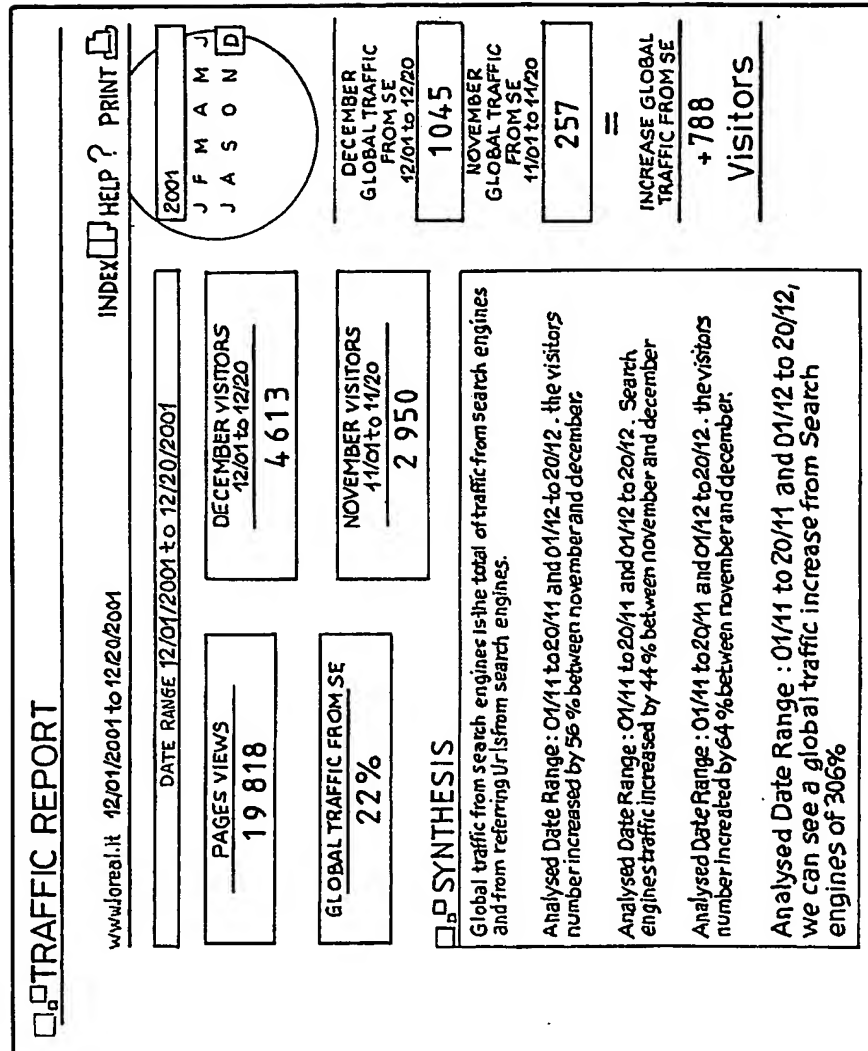 TRAFFIC REPORT
www.loreal.it 12/01/2001 to 12/20/2001
INDEX HELP ? PRINT
DATE RANGE 12/01/2001 to 12/20/2001
2001
J F M A M J
J A S O N D
PAGES VIEWS
19 818
DECEMBER VISITORS
12/01 to 12/20
4 613
GLOBAL TRAFFIC FROM SE
22%
NOVEMBER VISITORS
11/01 to 11/20
2 950
DECEMBER
GLOBAL TRAFFIC
FROM SE
12/01 to 12/20
1045
NOVEMBER
GLOBAL TRAFFIC
FROM SE
11/01 to 11/20
257
=
INCREASE GLOBAL
TRAFFIC FROM SE
+788
Visitors
SYNTHESIS
Global traffic from search engines is the total of traffic from search engines
and from referring Urls from search engines.
Analysed Date Range : 01/11 to 20/11 and 01/12 to 20/12 . the visitors
number increased by 56 % between november and december.
Analysed Date Range : 01/11 to 20/11 and 01/12 to 20/12 . Search
engines traffic increased by 44 % between november and december
Analysed Date Range : 01/11 to 20/11 and 01/12 to 20/12 . the visitors
number increated by 64 % between november and december.
Analysed Date Range : 01/11 to 20/11 and 01/12 to 20/12,
we can see a global traffic increase from Search
engines of 306%